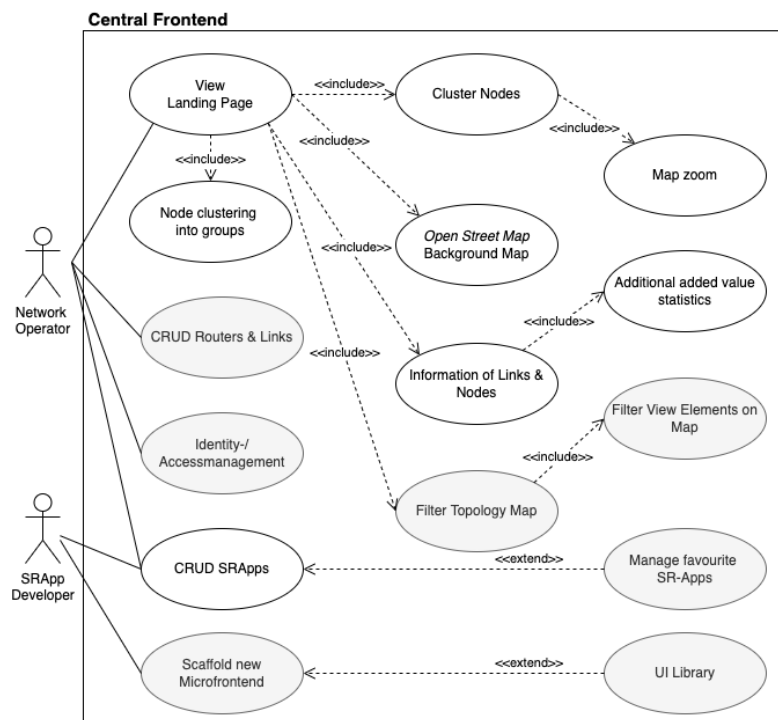 Central Frontend
View
Landing Page
<<include>>
Cluster Nodes
<<include>>
<<include>>
<<include>>
Map zoom
Node clustering
into groups
<<include>>
Open Street Map
Background Map
Network
Operator
Additional added value
statistics
<<include>>
CRUD Routers & Links
<<include>>
Information of Links &
Nodes
Filter View Elements on
Map
Identity-/
Accessmanagement
<<include>>
Filter Topology Map
SRApp
Developer
CRUD SRApps
<<extend>>
Manage favourite
SR-Apps
Scaffold new
Microfrontend
<<extend>>
UI Library